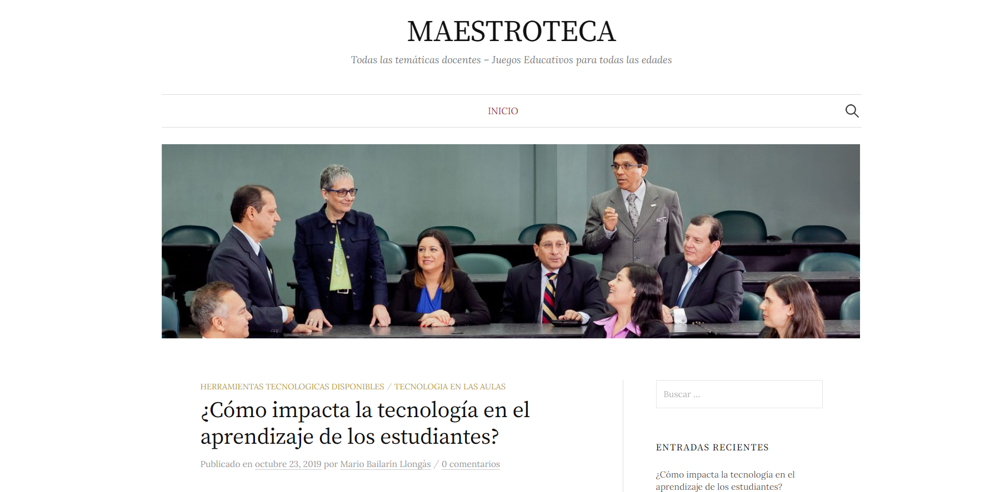 MAESTROTECA
Todas las temáticas docentes – Juegos Educativos para todas las edades
INICIO
HERRAMIENTAS TECNOLOGICAS DISPONIBLES / TECNOLOGIA EN LAS AULAS
¿Cómo impacta la tecnología en el
aprendizaje de los estudiantes?
Publicado en octubre 23, 2019 por Mario Bailarín Llongàs / 0 comentarios
Buscar …
ENTRADAS RECIENTES
¿Cómo impacta la tecnología en el
aprendizaje de los estudiantes?